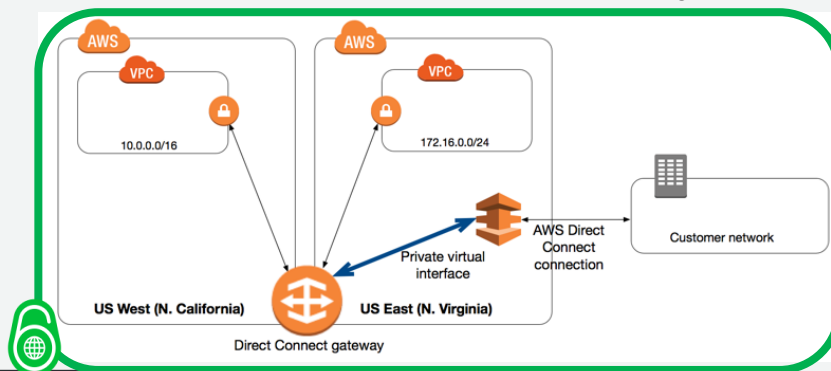 AWS
AWS
VPC
VPC
10.0.0.0/16
172.16.0.0/24
AWS Direct
Connect
connection
Customer network
Private virtual
interface
US West (N. California)
US East (N. Virginia)
Direct Connect gateway